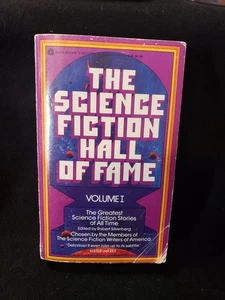 THE
SCIENCE
FICTION
HALL
OF FAME
VOLUME I
The Greatest
Science Fiction Stories
of All Time
Edited by Robert Silverberg
Chosen by the Members of
The Science Fiction Writers of America